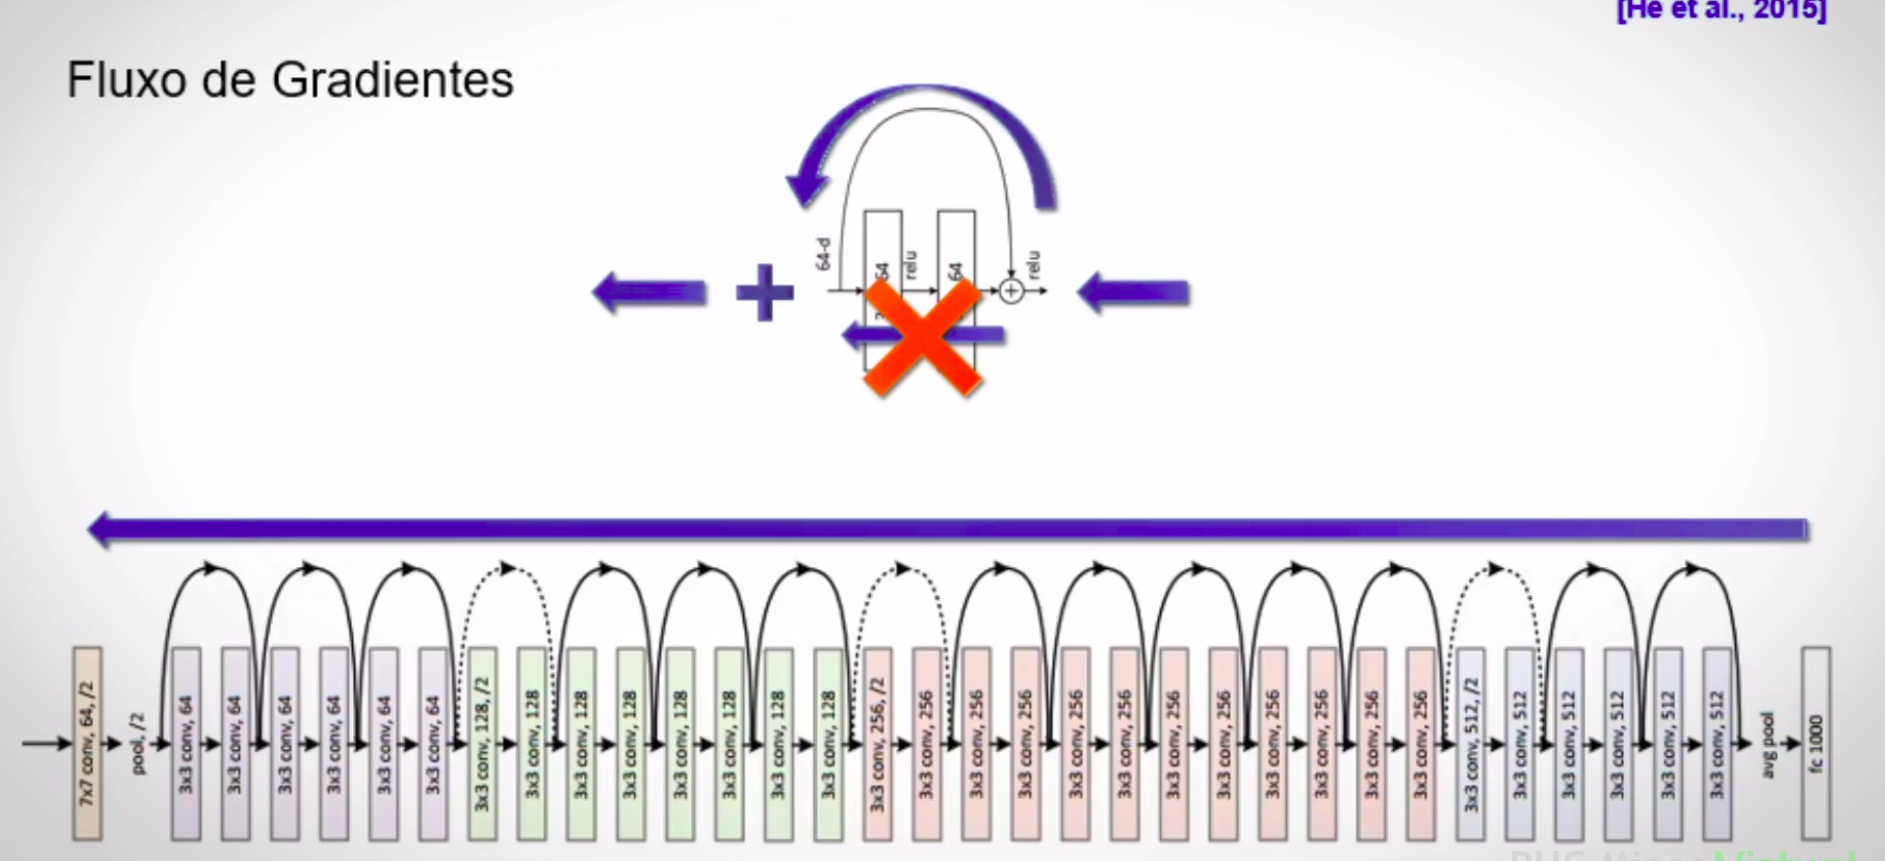 [He et al., 2015]
Fluxo de Gradientes
64-d
64
relu
64
relu
7x7 conv, 64, /2
pool, /2
3x3 conv, 64
3x3 conv, 64
3x3 conv, 64
3x3 conv, 64
3x3 conv, 64
3x3 conv, 64
3x3 conv, 128, /2
3x3 conv, 128
3x3 conv, 128
3x3 conv, 128
3x3 conv, 128
3x3 conv, 128
3x3 conv, 128
3x3 conv, 128
3x3 conv, 256, /2
3x3 conv, 256
3x3 conv, 256
3x3 conv, 256
3x3 conv, 256
3x3 conv, 256
3x3 conv, 256
3x3 conv, 256
3x3 conv, 256
3x3 conv, 256
3x3 conv, 256
3x3 conv, 256
3x3 conv, 512, /2
3x3 conv, 512
3x3 conv, 512
3x3 conv, 512
3x3 conv, 512
3x3 conv, 512
avg pool
fc 1000
PUC Minas Virtual